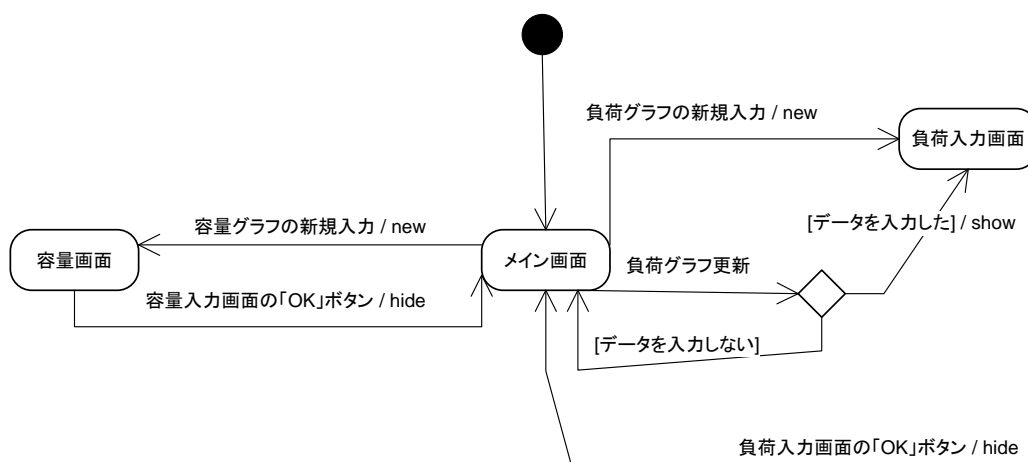 負荷グラフの新規入力 / new
負荷入力画面
容量グラフの新規入力 / new
[データを入力した] / show
容量画面
メイン画面
負荷グラフ更新
容量入力画面の「OK」ボタン / hide
[データを入力しない]
負荷入力画面の「OK」ボタン / hide